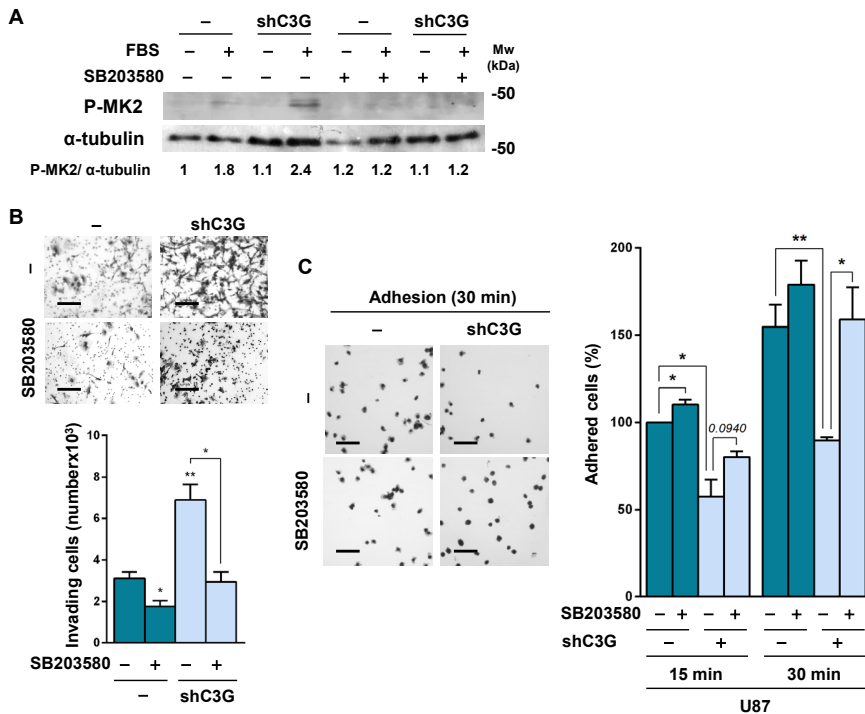 A
– shC3G – shC3G
FBS – + – + – + – + Mw
(kDa)
SB203580 – – – – + + + +
P-MK2 -50
α-tubulin -50
P-MK2/ α-tubulin 1 1.8 1.1 2.4 1.2 1.2 1.1 1.2
B
– shC3G
–
SB203580
Invading cells (numberx10³)
10
8
6
4
2
0
**
*
*
SB203580 – + – +
– shC3G
C
Adhesion (30 min)
– shC3G
–
SB203580
Adhered cells (%)
200
150
100
50
0
**
*
*
*
0.0940
SB203580 – + – + – + – +
shC3G – + – +
15 min 30 min
U87